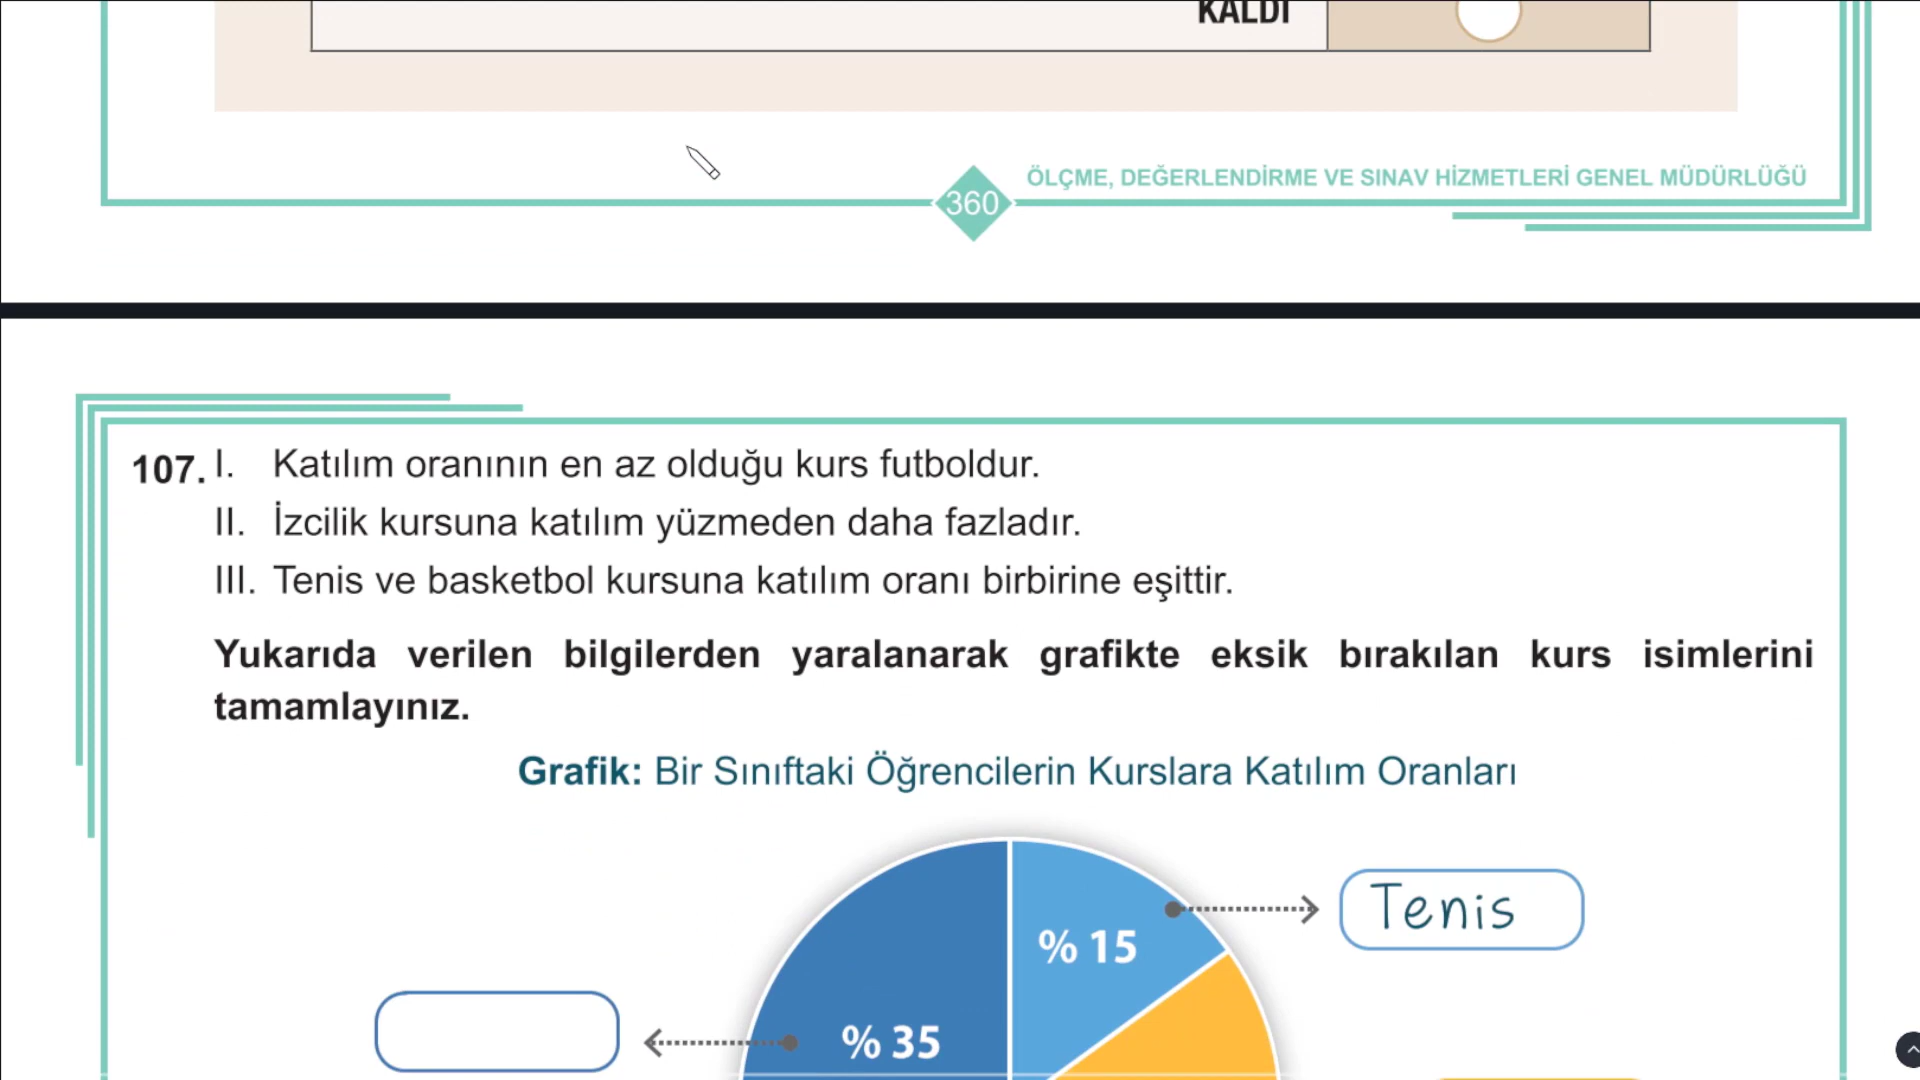 KALDI
ÖLÇME, DEĞERLENDİRME VE SINAV HİZMETLERİ GENEL MÜDÜRLÜĞÜ
360
107. I. Katılım oranının en az olduğu kurs futboldur.
II. İzcilik kursuna katılım yüzmeden daha fazladır.
III. Tenis ve basketbol kursuna katılım oranı birbirine eşittir.
Yukarıda verilen bilgilerden yaralanarak grafikte eksik bırakılan kurs isimlerini
tamamlayınız.
Grafik: Bir Sınıftaki Öğrencilerin Kurslara Katılım Oranları
Tenis
% 15
% 35